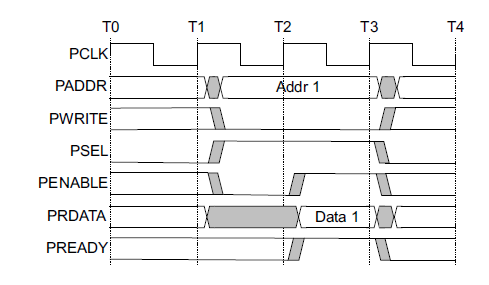 T0 T1 T2 T3 T4
PCLK
PADDR Addr 1
PWRITE
PSEL
PENABLE
PRDATA Data 1
PREADY